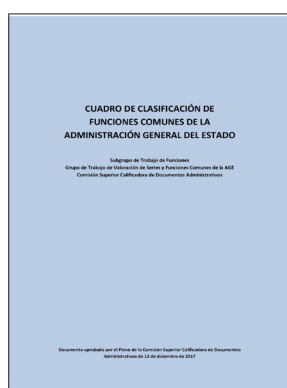 CUADRO DE CLASIFICACIÓN DE
FUNCIONES COMUNES DE LA
ADMINISTRACIÓN GENERAL DEL ESTADO
Subgrupo de Trabajo de Funciones
Grupo de Trabajo de Valoración de Series y Funciones Comunes de la AGE
Comisión Superior Calificadora de Documentos Administrativos
Documento aprobado por el Pleno de la Comisión Superior Calificadora de Documentos
Administrativos de 13 de diciembre de 2017